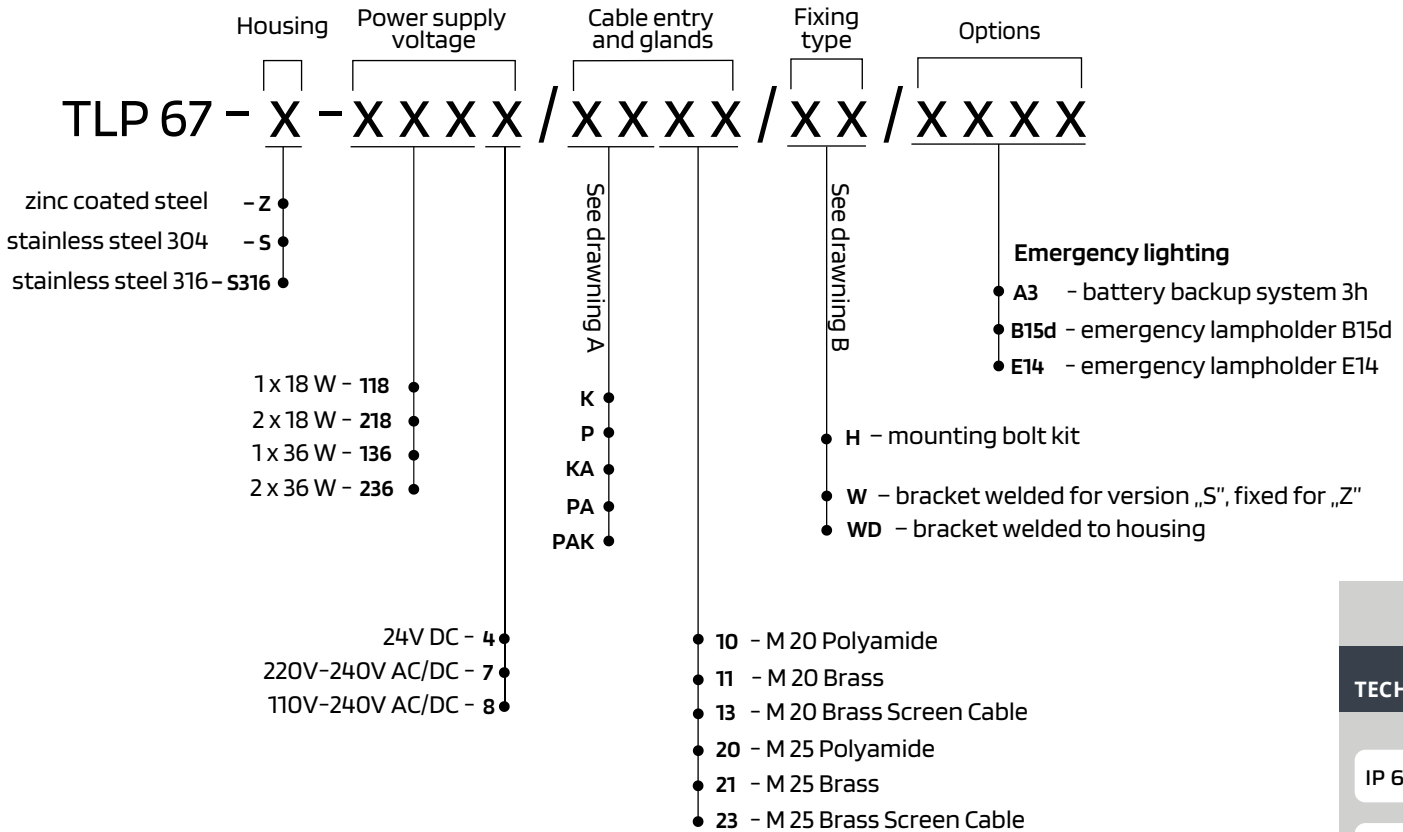 Housing
Power supply
voltage
Cable entry
and glands
Fixing
type
Options
TLP 67 – X – X X X X / X X X X / X X / X X X X
zinc coated steel – Z
stainless steel 304 – S
stainless steel 316 – S316
1 x 18 W – 118
2 x 18 W – 218
1 x 36 W – 136
2 x 36 W – 236
24V DC – 4
220V-240V AC/DC – 7
110V-240V AC/DC – 8
See drawning A
K
P
KA
PA
PAK
10 – M 20 Polyamide
11 – M 20 Brass
13 – M 20 Brass Screen Cable
20 – M 25 Polyamide
21 – M 25 Brass
23 – M 25 Brass Screen Cable
See drawning B
H – mounting bolt kit
W – bracket welded for version „S”, fixed for „Z”
WD – bracket welded to housing
Emergency lighting
A3 – battery backup system 3h
B15d – emergency lampholder B15d
E14 – emergency lampholder E14
TECH
IP 6